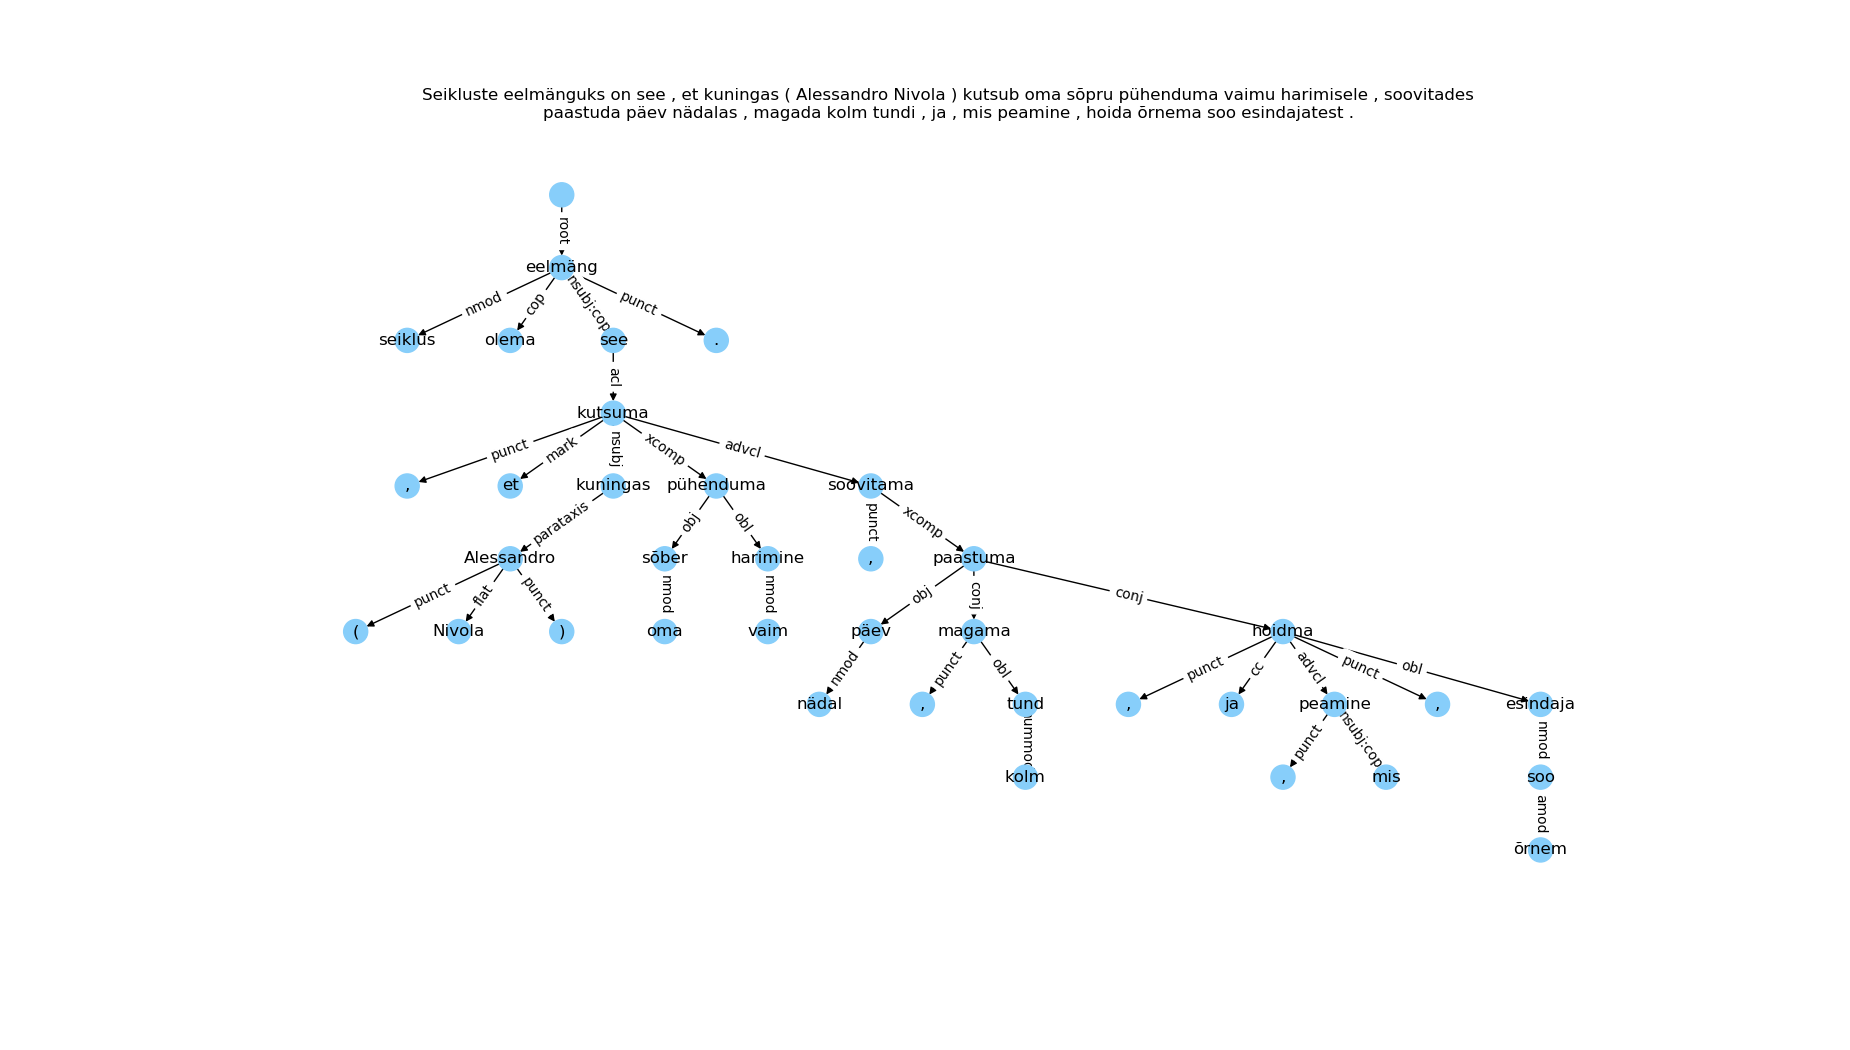 Seikluste eelmänguks on see , et kuningas ( Alessandro Nivola ) kutsub oma sõpru pühenduma vaimu harimisele , soovitades
paastuda päev nädalas , magada kolm tundi , ja , mis peamine , hoida õrnema soo esindajatest .
root
eelmäng
nmod cop nsubj:cop punct
seiklus olema see .
acl
kutsuma
punct mark nsubj xcomp advcl
, et kuningas pühenduma soovitama
parataxis obj obl punct xcomp
Alessandro sõber harimine , paastuma
punct flat punct nmod nmod obj conj conj
( Nivola ) oma vaim päev magama hoidma
nmod punct obl punct cc advcl punct obl
nädal , tund , ja peamine , esindaja
nummod punct nsubj:cop nmod
kolm , mis soo
amod
õrnem